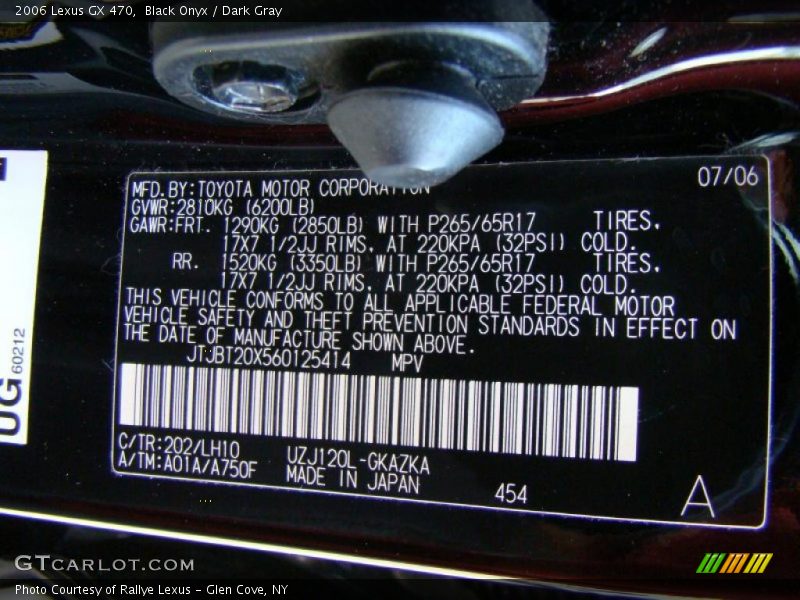 2006 Lexus GX 470, Black Onyx / Dark Gray
07/06
MFD.BY:TOYOTA MOTOR CORPORATION
GVWR:2810KG (6200LB)
GAWR:FRT. 1290KG (2850LB) WITH P265/65R17 TIRES.
17X7 1/2JJ RIMS. AT 220KPA (32PSI) COLD.
RR. 1520KG (3350LB) WITH P265/65R17 TIRES.
17X7 1/2JJ RIMS. AT 220KPA (32PSI) COLD.
THIS VEHICLE CONFORMS TO ALL APPLICABLE FEDERAL MOTOR
VEHICLE SAFETY AND THEFT PREVENTION STANDARDS IN EFFECT ON
THE DATE OF MANUFACTURE SHOWN ABOVE.
JTJBT20X560125414 MPV
C/TR:202/LH10 UZJ120L-GKAZKA
A/TM:A01A/A750F MADE IN JAPAN
454 A
UG 60212
GTcarlot.com
Photo Courtesy of Rallye Lexus - Glen Cove, NY